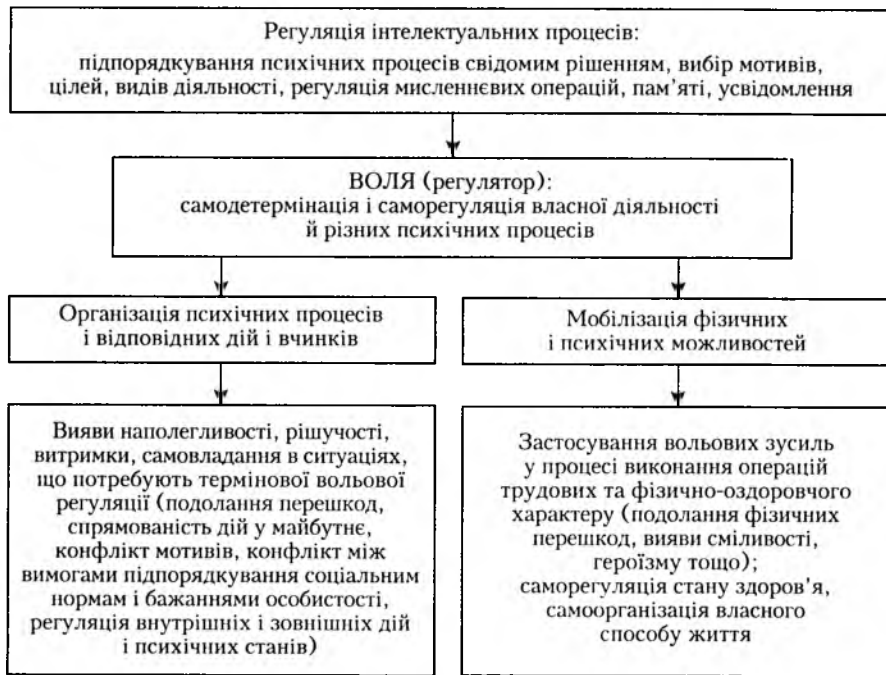 Регуляція інтелектуальних процесів:
підпорядкування психічних процесів свідомим рішенням, вибір мотивів,
цілей, видів діяльності, регуляція мисленнєвих операцій, пам’яті, усвідомлення
ВОЛЯ (регулятор):
самодетермінація і саморегуляція власної діяльності
й різних психічних процесів
Організація психічних процесів
і відповідних дій і вчинків
Мобілізація фізичних
і психічних можливостей
Вияви наполегливості, рішучості,
витримки, самовладання в ситуаціях,
що потребують термінової вольової
регуляції (подолання перешкод,
спрямованість дій у майбутнє,
конфлікт мотивів, конфлікт між
вимогами підпорядкування соціальним
нормам і бажаннями особистості,
регуляція внутрішніх і зовнішніх дій
і психічних станів)
Застосування вольових зусиль
у процесі виконання операцій
трудових та фізично-оздоровчого
характеру (подолання фізичних
перешкод, вияви сміливості,
героїзму тощо);
саморегуляція стану здоров’я,
самоорганізація власного
способу життя